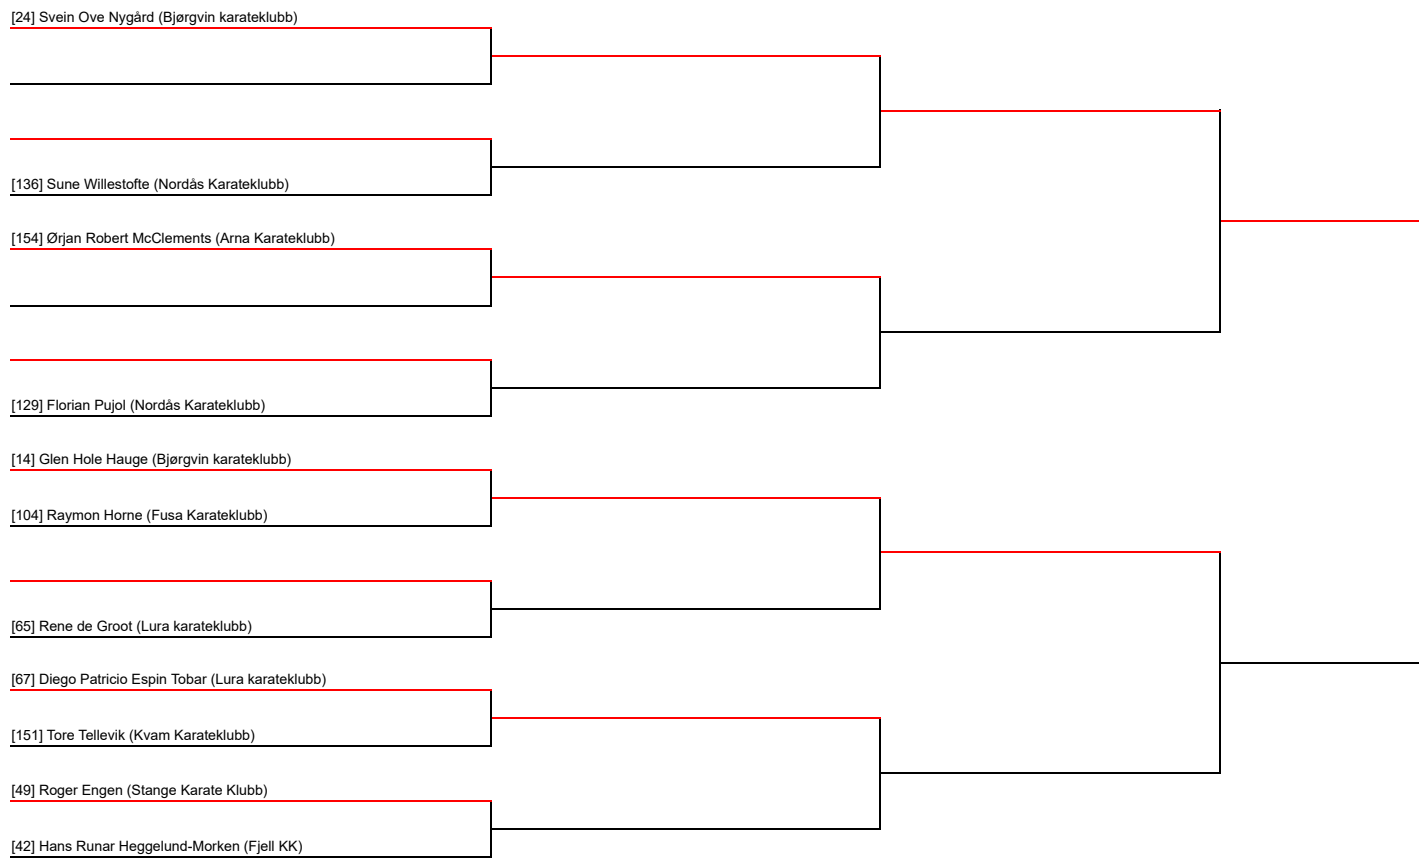 [24] Svein Ove Nygård (Bjørgvin karateklubb)
[136] Sune Willestofte (Nordås Karateklubb)
[154] Ørjan Robert McClements (Arna Karateklubb)
[129] Florian Pujol (Nordås Karateklubb)
[14] Glen Hole Hauge (Bjørgvin karateklubb)
[104] Raymon Horne (Fusa Karateklubb)
[65] Rene de Groot (Lura karateklubb)
[67] Diego Patricio Espin Tobar (Lura karateklubb)
[151] Tore Tellevik (Kvam Karateklubb)
[49] Roger Engen (Stange Karate Klubb)
[42] Hans Runar Heggelund-Morken (Fjell KK)